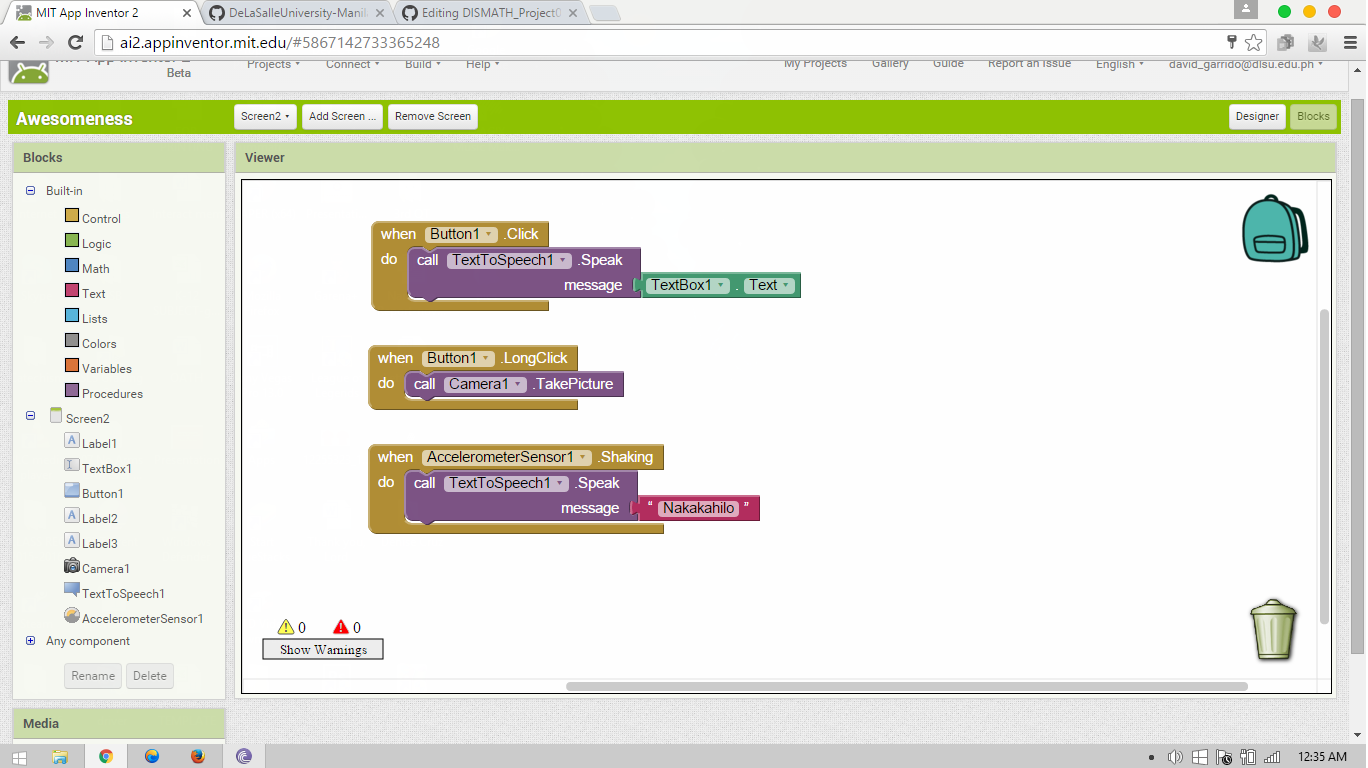 MIT App Inventor 2
DeLaSalleUniversity-Manil
Editing DISMATH_Project0
ai2.appinventor.mit.edu/#5867142733365248
MIT App Inventor 2
Beta
Projects Connect Build Help My Projects Gallery Guide Report an Issue English david_garrido@dlsu.edu.ph
Awesomeness Screen2 Add Screen ... Remove Screen Designer Blocks
Blocks
Built-in
Control
Logic
Math
Text
Lists
Colors
Variables
Procedures
Screen2
Label1
TextBox1
Button1
Label2
Label3
Camera1
TextToSpeech1
AccelerometerSensor1
Any component
Rename Delete
Media
Viewer
when Button1 .Click
do call TextToSpeech1 .Speak
message TextBox1 . Text
when Button1 .LongClick
do call Camera1 .TakePicture
when AccelerometerSensor1 .Shaking
do call TextToSpeech1 .Speak
message “ Nakakahilo ”
0 0
Show Warnings
12:35 AM